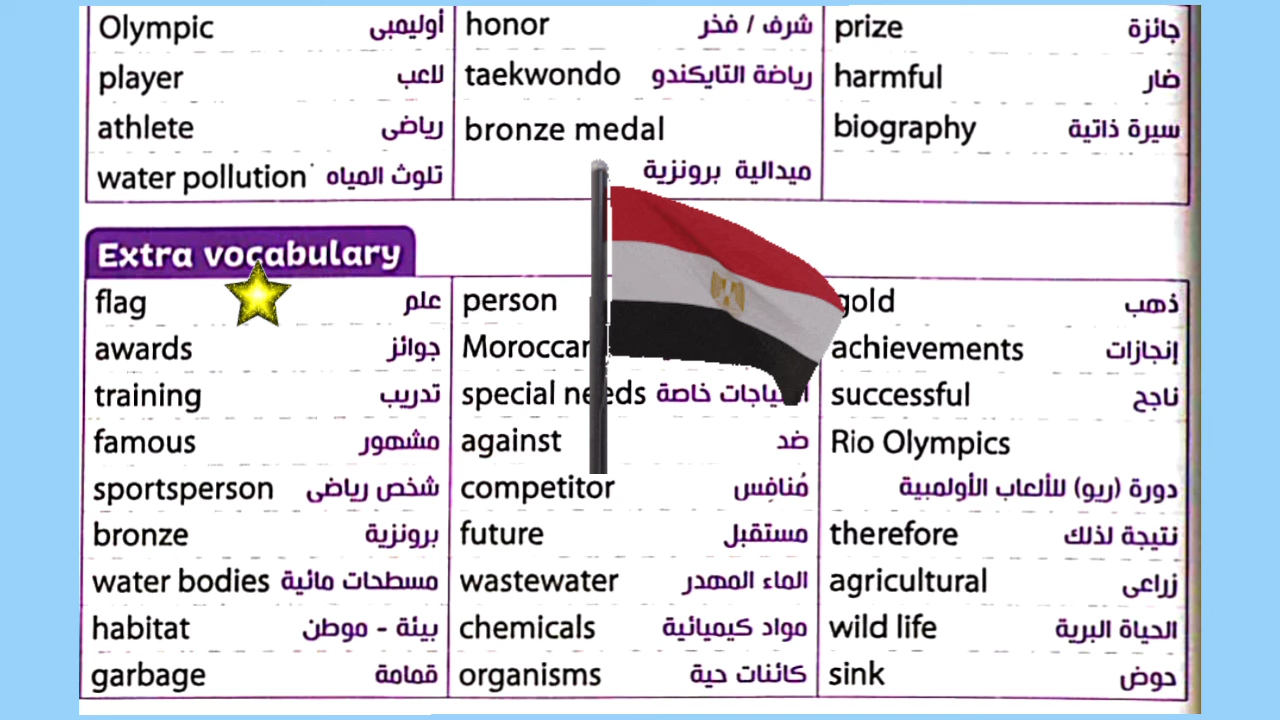 Olympic أوليمبى honor شرف / فخر prize جائزة
player لاعب taekwondo رياضة التايكندو harmful ضار
athlete رياضى bronze medal biography سيرة ذاتية
water pollution تلوث المياه ميدالية برونزية
Extra vocabulary
flag علم person gold ذهب
awards جوائز achievements إنجازات
training تدريب special خاصة successful ناجح
famous مشهور against ضد Rio Olympics
sportsperson شخص رياضى competitor مُنافِس دورة (ريو) للألعاب الأولمبية
bronze برونزية future مستقبل therefore نتيجة لذلك
water bodies مسطحات مائية wastewater الماء المهدر agricultural زراعى
habitat بيئة - موطن chemicals مواد كيميائية wild life الحياة البرية
garbage قمامة organisms كائنات حية sink حوض